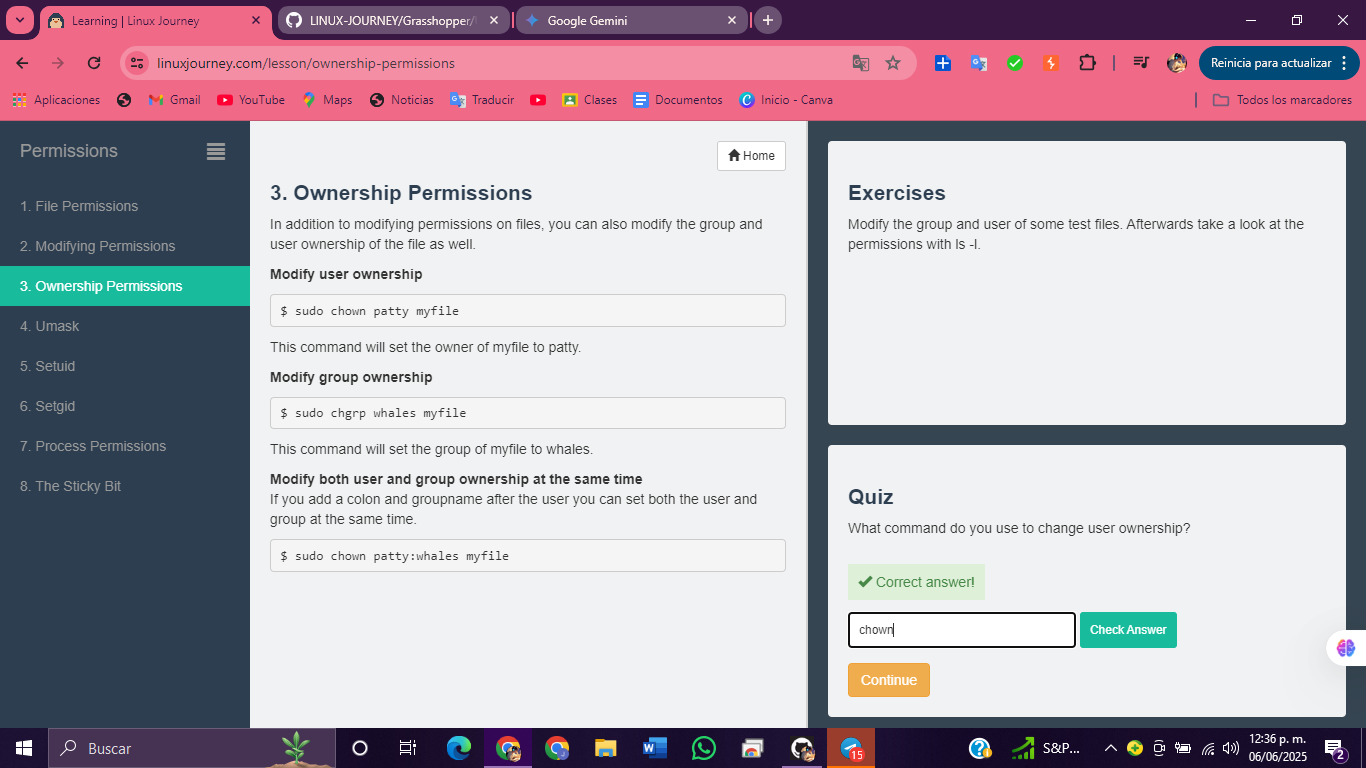 Learning | Linux Journey
LINUX-JOURNEY/Grasshopper/
Google Gemini
linuxjourney.com/lesson/ownership-permissions
Reinicia para actualizar
Aplicaciones
Gmail
YouTube
Maps
Noticias
Traducir
Clases
Documentos
Inicio - Canva
Todos los marcadores
Permissions
1. File Permissions
2. Modifying Permissions
3. Ownership Permissions
4. Umask
5. Setuid
6. Setgid
7. Process Permissions
8. The Sticky Bit
Home
3. Ownership Permissions
In addition to modifying permissions on files, you can also modify the group and
user ownership of the file as well.
Modify user ownership
$ sudo chown patty myfile
This command will set the owner of myfile to patty.
Modify group ownership
$ sudo chgrp whales myfile
This command will set the group of myfile to whales.
Modify both user and group ownership at the same time
If you add a colon and groupname after the user you can set both the user and
group at the same time.
$ sudo chown patty:whales myfile
Exercises
Modify the group and user of some test files. Afterwards take a look at the
permissions with ls -l.
Quiz
What command do you use to change user ownership?
Correct answer!
chown
Check Answer
Continue
Buscar
15
S&P...
12:36 p. m.
06/06/2025
2